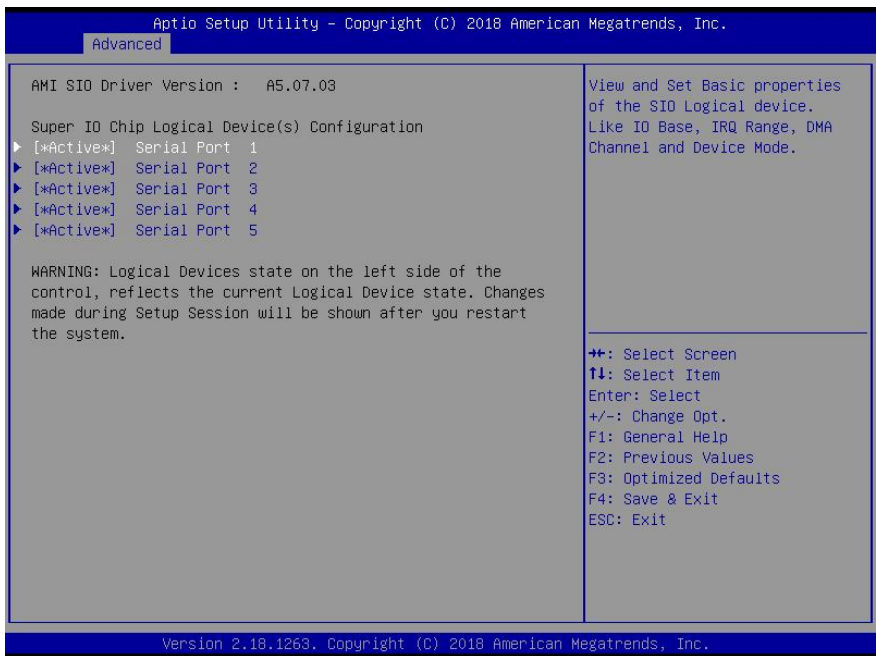 Aptio Setup Utility – Copyright (C) 2018 American Megatrends, Inc.
Advanced
AMI SIO Driver Version :   A5.07.03
Super IO Chip Logical Device(s) Configuration
[*Active*]  Serial Port  1
[*Active*]  Serial Port  2
[*Active*]  Serial Port  3
[*Active*]  Serial Port  4
[*Active*]  Serial Port  5
WARNING: Logical Devices state on the left side of the
control, reflects the current Logical Device state. Changes
made during Setup Session will be shown after you restart
the system.
View and Set Basic properties
of the SIO Logical device.
Like IO Base, IRQ Range, DMA
Channel and Device Mode.
→←: Select Screen
↑↓: Select Item
Enter: Select
+/-: Change Opt.
F1: General Help
F2: Previous Values
F3: Optimized Defaults
F4: Save & Exit
ESC: Exit
Version 2.18.1263. Copyright (C) 2018 American Megatrends, Inc.